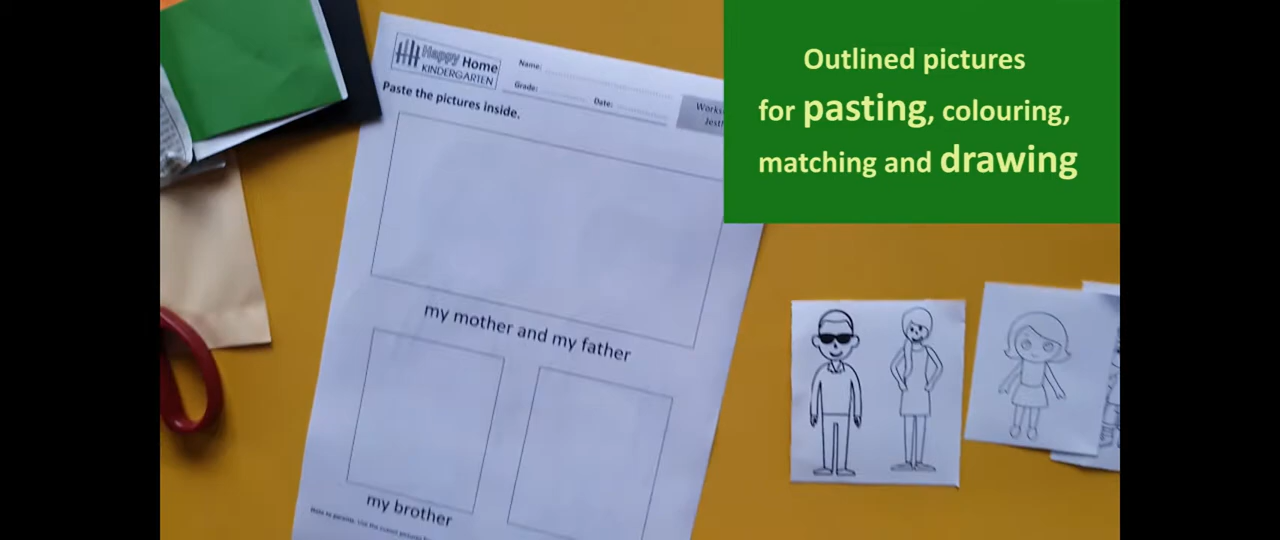 Happy Home
KINDERGARTEN
Name:
Grade:
Date:
Paste the pictures inside.
my mother and my father
my brother
Outlined pictures
for pasting, colouring,
matching and drawing